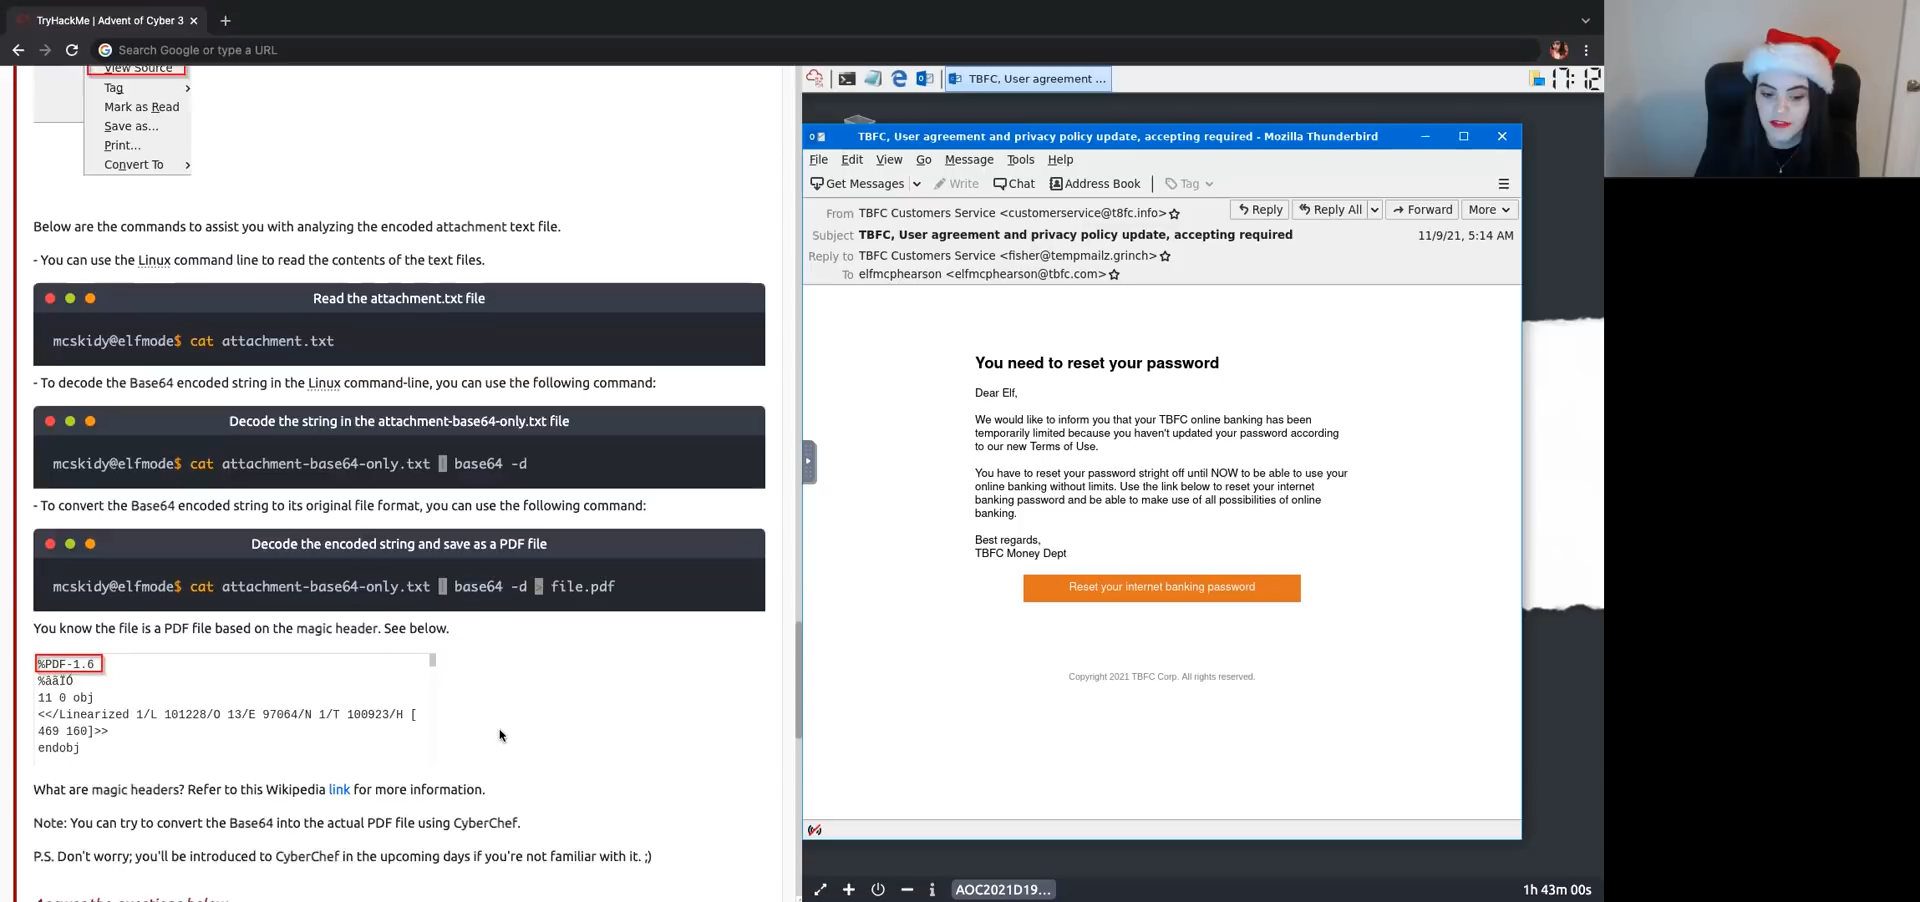 TryHackMe | Advent of Cyber 3
Search Google or type a URL
View Source
Tag
Mark as Read
Save as...
Print...
Convert To
Below are the commands to assist you with analyzing the encoded attachment text file.
- You can use the Linux command line to read the contents of the text files.
Read the attachment.txt file
mcskidy@elfmode$ cat attachment.txt
- To decode the Base64 encoded string in the Linux command-line, you can use the following command:
Decode the string in the attachment-base64-only.txt file
mcskidy@elfmode$ cat attachment-base64-only.txt | base64 -d
- To convert the Base64 encoded string to its original file format, you can use the following command:
Decode the encoded string and save as a PDF file
mcskidy@elfmode$ cat attachment-base64-only.txt | base64 -d > file.pdf
You know the file is a PDF file based on the magic header. See below.
%PDF-1.6
%âãÏÓ
11 0 obj
<</Linearized 1/L 101228/O 13/E 97064/N 1/T 100923/H [
469 160]>>
endobj
What are magic headers? Refer to this Wikipedia link for more information.
Note: You can try to convert the Base64 into the actual PDF file using CyberChef.
P.S. Don't worry; you'll be introduced to CyberChef in the upcoming days if you're not familiar with it. ;)
Answer the questions below
TBFC, User agreement ...
17:12
TBFC, User agreement and privacy policy update, accepting required - Mozilla Thunderbird
File Edit View Go Message Tools Help
Get Messages Write Chat Address Book Tag
From TBFC Customers Service <customerservice@t8fc.info> Reply Reply All Forward More
Subject TBFC, User agreement and privacy policy update, accepting required 11/9/21, 5:14 AM
Reply to TBFC Customers Service <fisher@tempmailz.grinch>
To elfmcphearson <elfmcphearson@tbfc.com>
You need to reset your password
Dear Elf,
We would like to inform you that your TBFC online banking has been
temporarily limited because you haven't updated your password according
to our new Terms of Use.
You have to reset your password stright off until NOW to be able to use your
online banking without limits. Use the link below to reset your internet
banking password and be able to make use of all possibilities of online
banking.
Best regards,
TBFC Money Dept
Reset your internet banking password
Copyright 2021 TBFC Corp. All rights reserved.
AOC2021D19...
1h 43m 00s